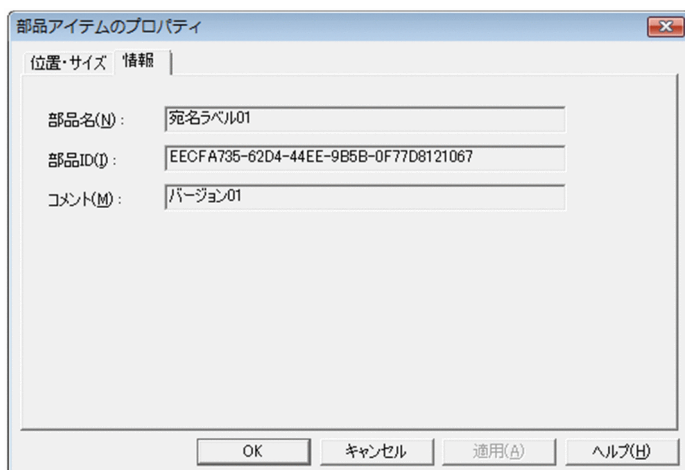 部品アイテムのプロパティ
位置・サイズ 情報
部品名(N): 宛名ラベル01
部品ID(I): EECFA735-62D4-44EE-9B5B-0F77D8121067
コメント(M): バージョン01
OK キャンセル 適用(A) ヘルプ(H)